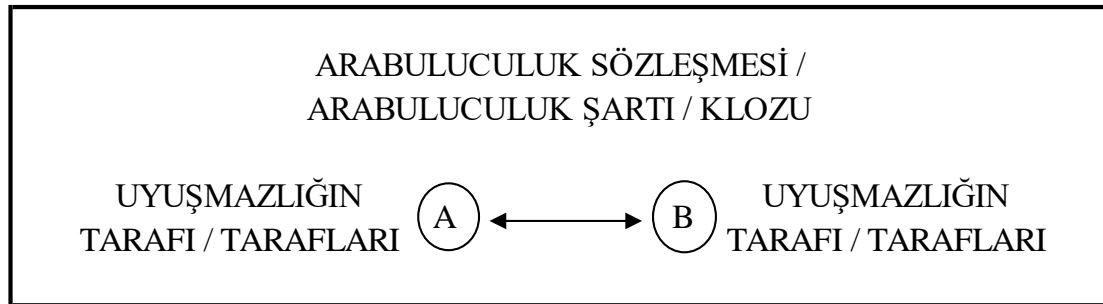 ARABULUCULUK SÖZLEŞMESİ /
ARABULUCULUK ŞARTI / KLOZU
UYUŞMAZLIĞIN
TARAFI / TARAFLARI
A
B
UYUŞMAZLIĞIN
TARAFI / TARAFLARI